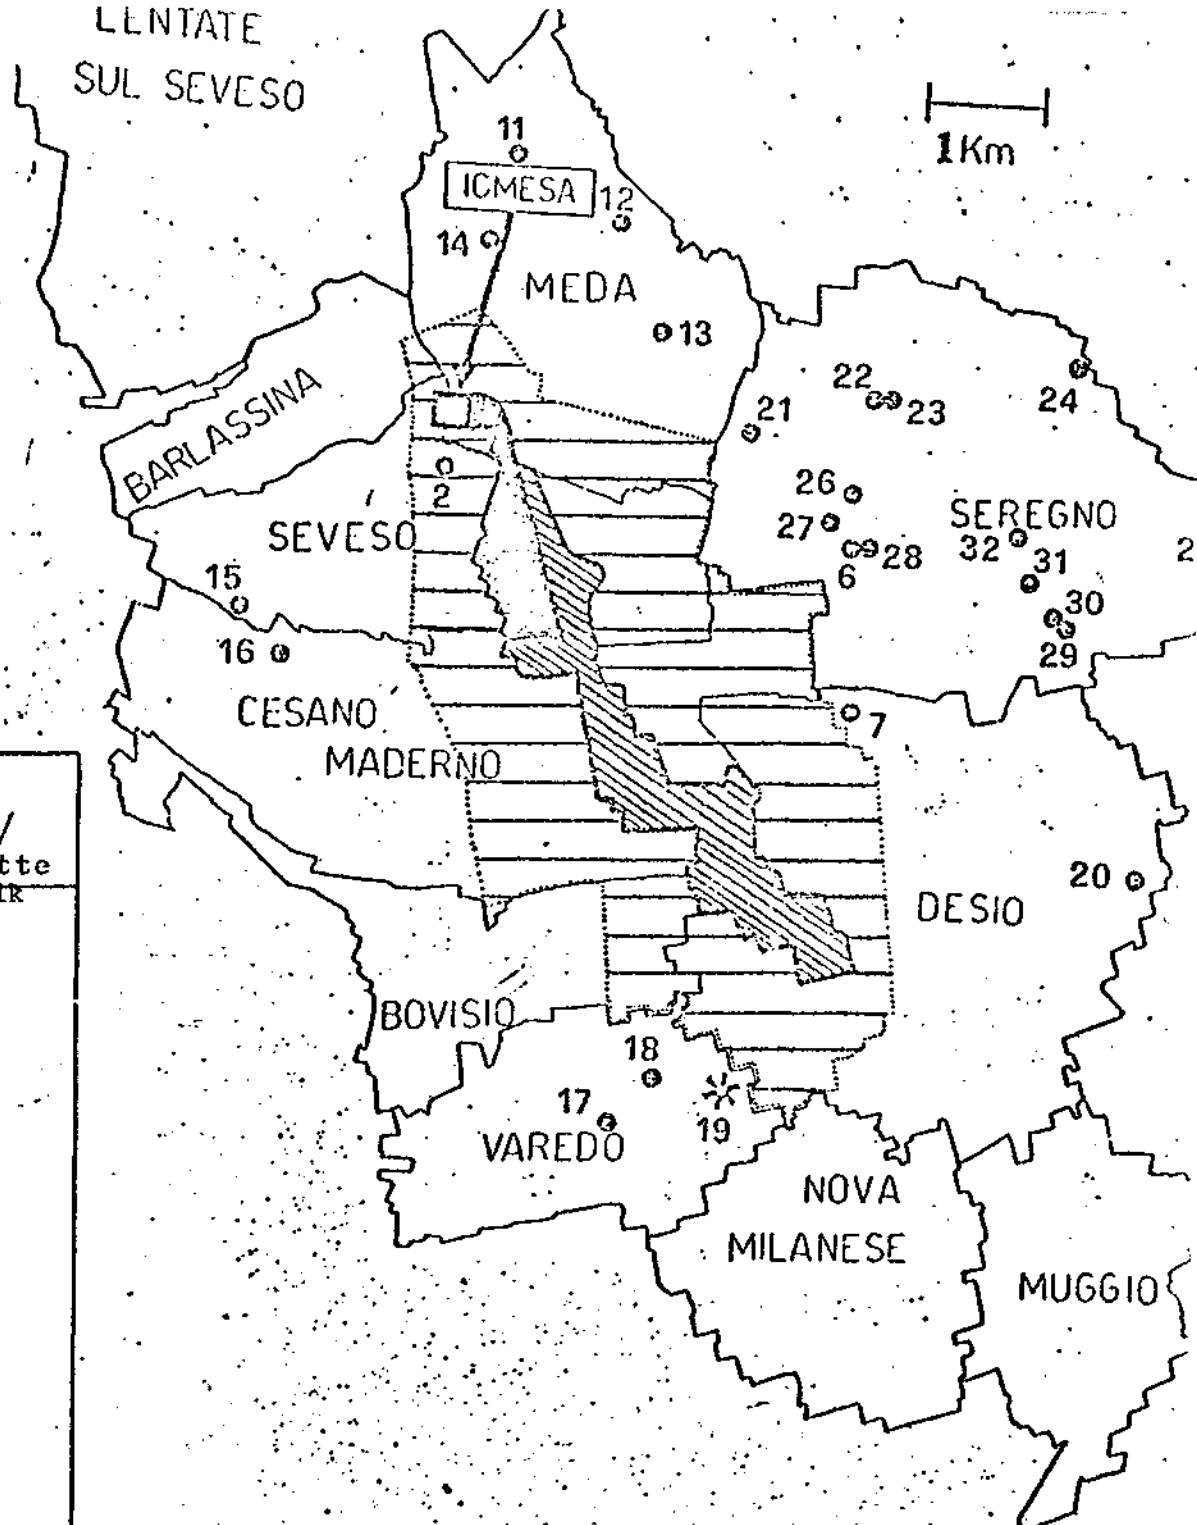 LENTATE
SUL SEVESO
1Km
11
ICMESA
12
14
MEDA
13
22
23
24
21
BARLASSINA
2
26
SEREGNO
27
SEVESO
32
28
6
31
2
15
30
16
29
CESANO
7
MADERNO
tte
20
DESIO
BOVISIO
18
17
19
VAREDO
NOVA
MILANESE
MUGGIO